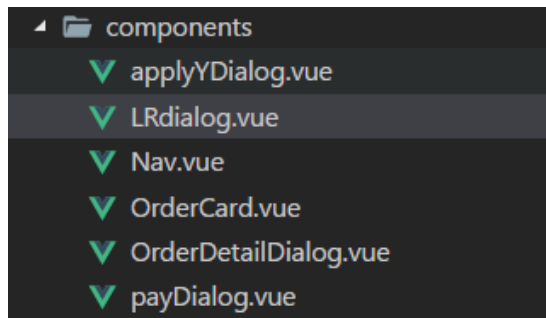 components
applyYDialog.vue
LRdialog.vue
Nav.vue
OrderCard.vue
OrderDetailDialog.vue
payDialog.vue